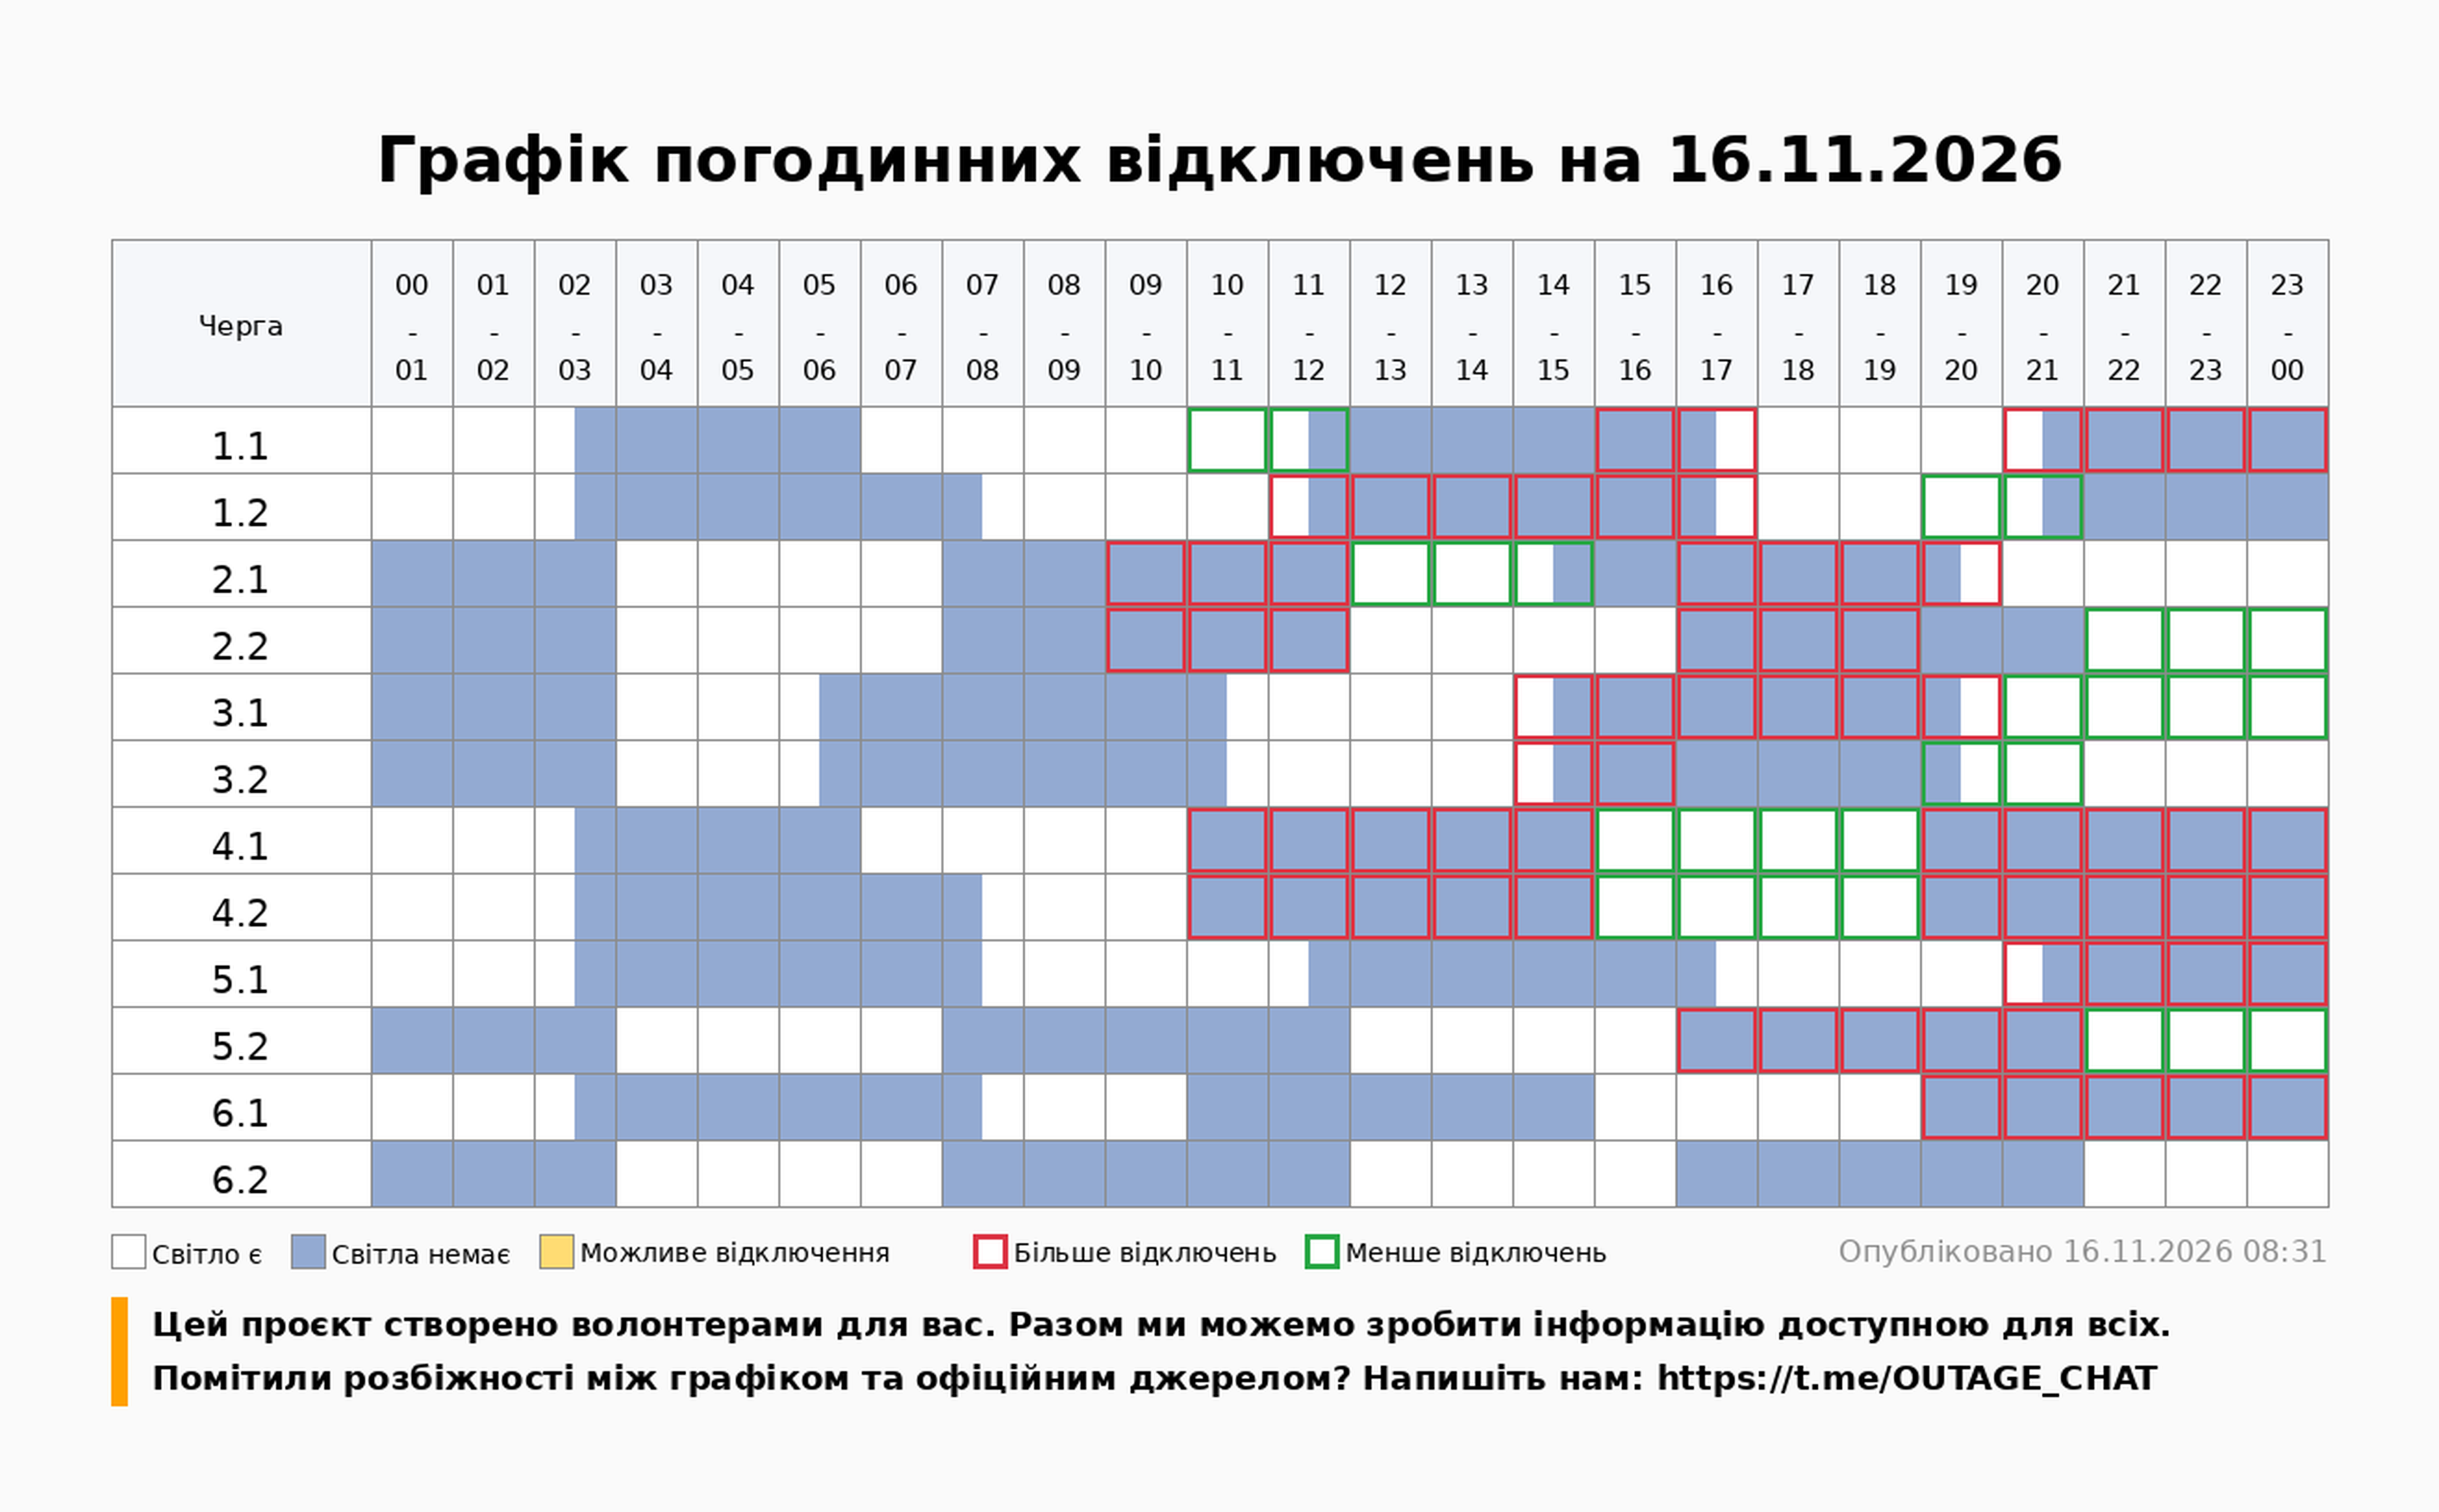 Графік погодинних відключень на 16.11.2026
Черга 00 - 01 01 - 02 02 - 03 03 - 04 04 - 05 05 - 06 06 - 07 07 - 08 08 - 09 09 - 10 10 - 11 11 - 12 12 - 13 13 - 14 14 - 15 15 - 16 16 - 17 17 - 18 18 - 19 19 - 20 20 - 21 21 - 22 22 - 23 23 - 00
1.1
1.2
2.1
2.2
3.1
3.2
4.1
4.2
5.1
5.2
6.1
6.2
Світло є Світла немає Можливе відключення Більше відключень Менше відключень Опубліковано 16.11.2026 08:31
Цей проєкт створено волонтерами для вас. Разом ми можемо зробити інформацію доступною для всіх.
Помітили розбіжності між графіком та офіційним джерелом? Напишіть нам: https://t.me/OUTAGE_CHAT